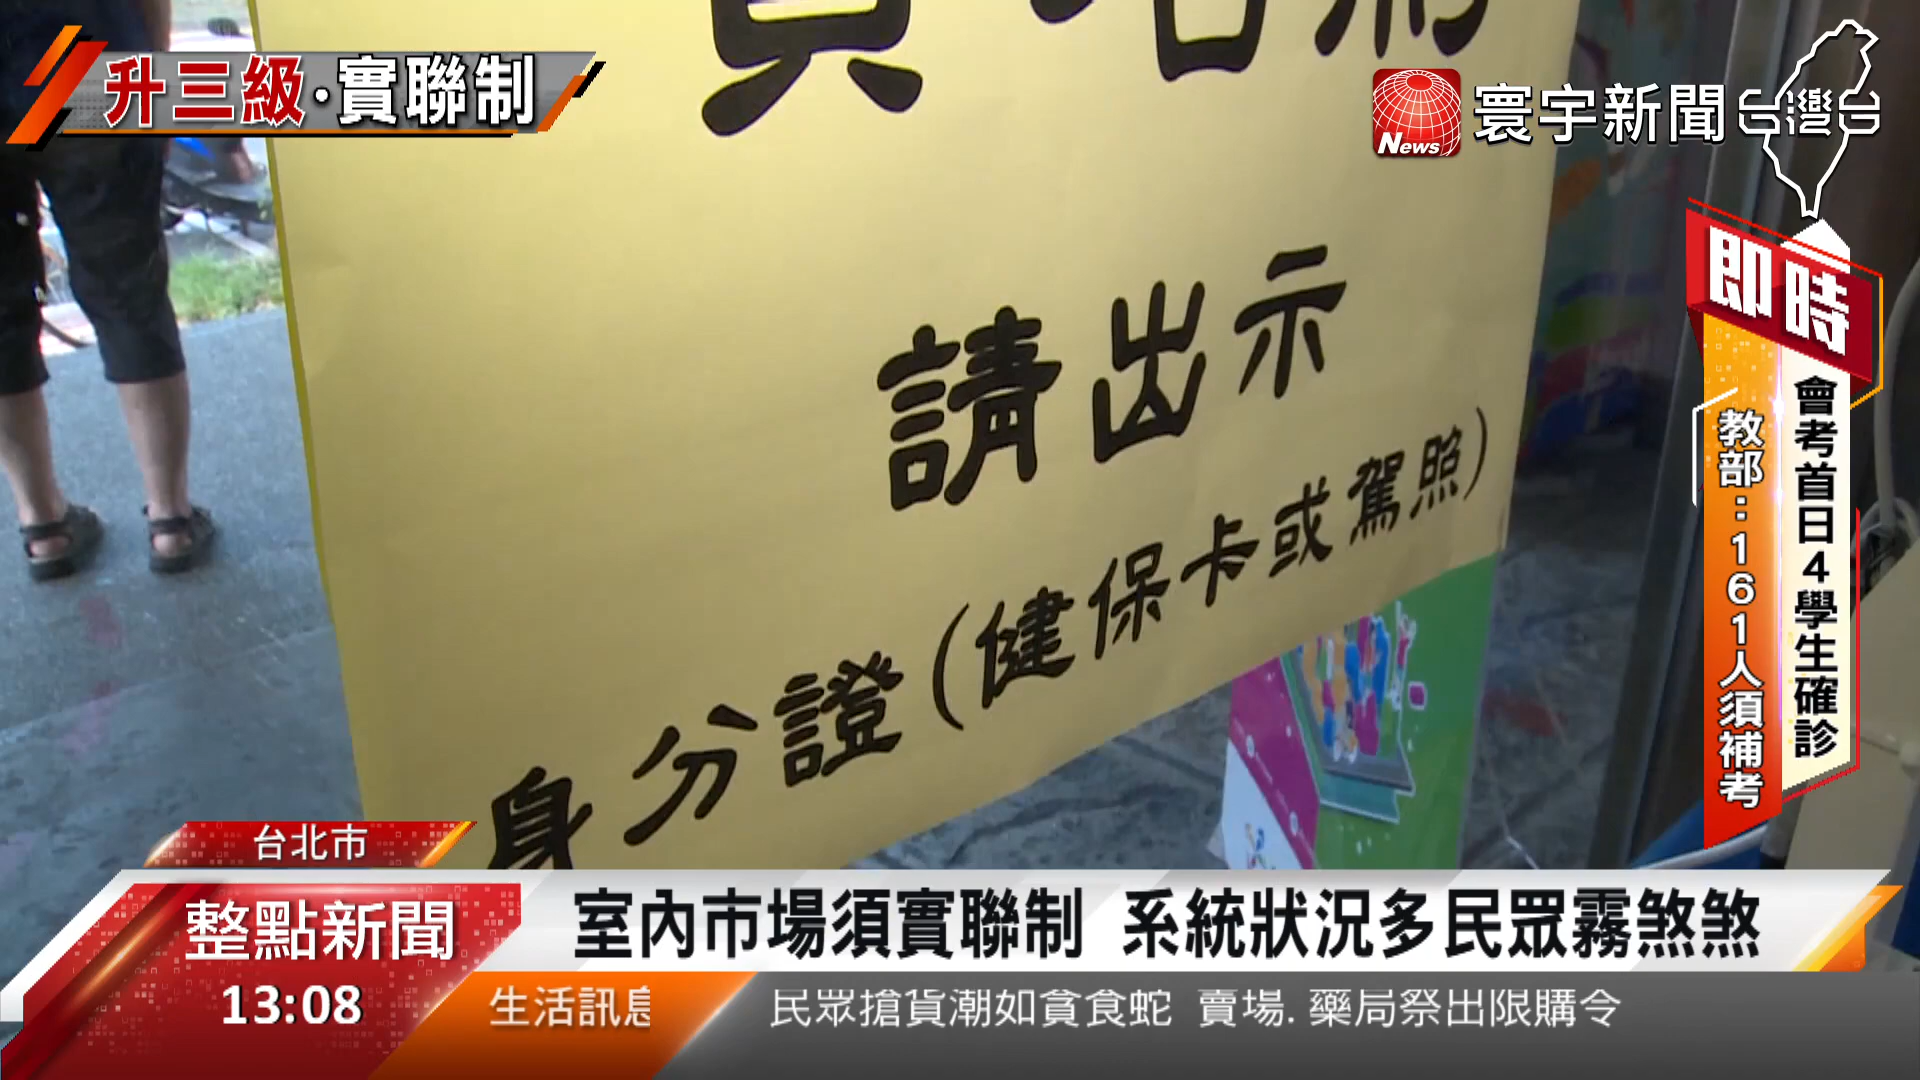 升三級·實聯制
News
寰宇新聞
台灣台
即時
會考首日4學生確診
教部：161人須補考
請出示
身分證(健保卡或駕照)
台北市
整點新聞
室內市場須實聯制 系統狀況多民眾霧煞煞
13:08
生活訊息
民眾搶貨潮如貪食蛇 賣場.藥局祭出限購令